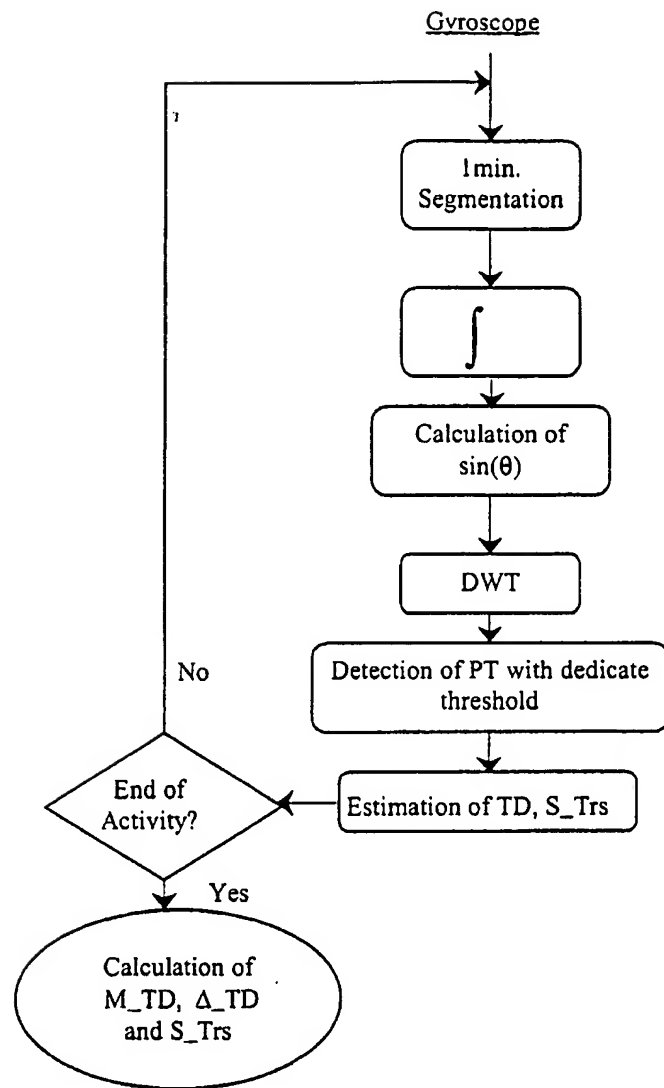 Gvroscope
1min.
Segmentation
∫
Calculation of
sin(θ)
DWT
Detection of PT with dedicate
threshold
Estimation of TD, S_Trs
End of
Activity?
No
Yes
Calculation of
M_TD, Δ_TD
and S_Trs